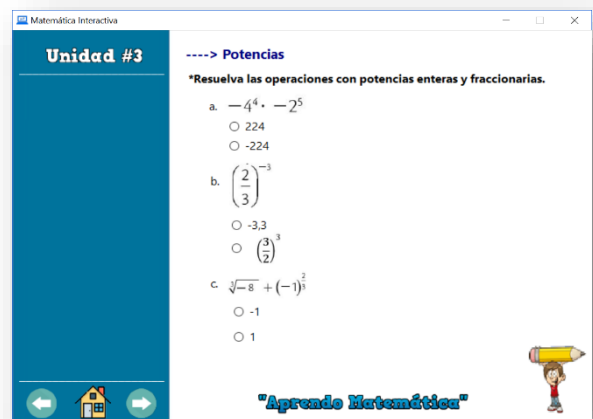 Matemática Interactiva
Unidad #3
----> Potencias
*Resuelva las operaciones con potencias enteras y fraccionarias.
a. −4⁴ · −2⁵
224
-224
b. (2/3)⁻³
-3,3
(3/2)³
c. ∛−8 + (−1)^(2/3)
-1
1
"Aprendo Matemática"